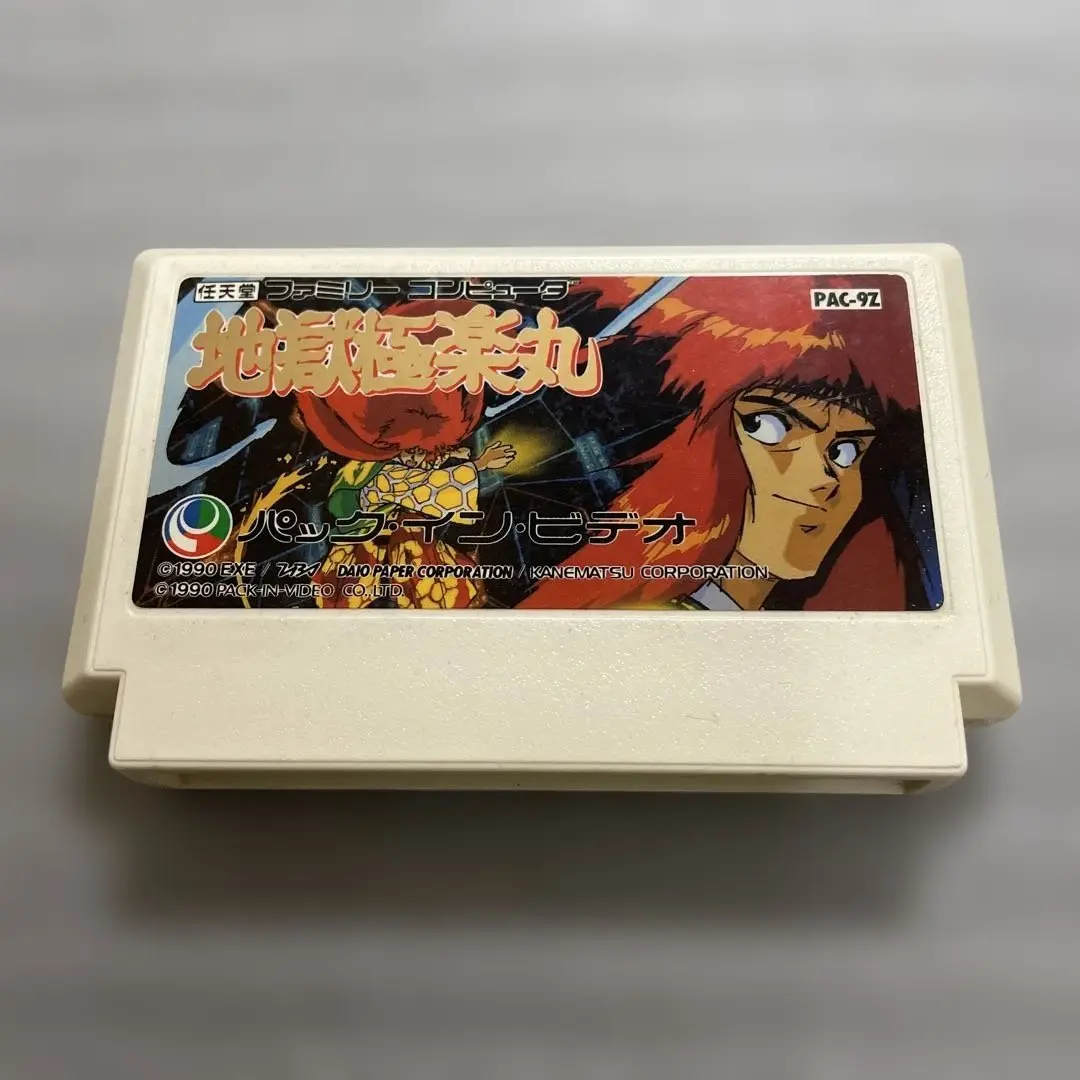 任天堂 ファミリー コンピュータ PAC-9Z
地獄極楽丸
パック・イン・ビデオ
©1990 EXE / TABA / DAIO PAPER CORPORATION / KANEMATSU CORPORATION
©1990 PACK-IN-VIDEO CO.,LTD.